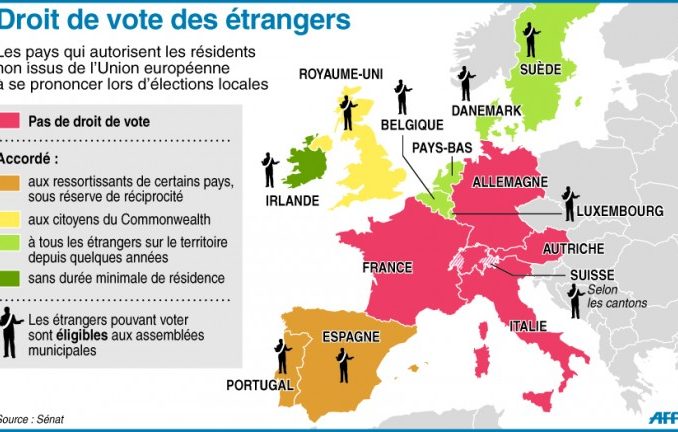 Droit de vote des étrangers
Les pays qui autorisent les résidents
non issus de l'Union européenne
à se prononcer lors d'élections locales
Pas de droit de vote
Accordé :
aux ressortissants de certains pays,
sous réserve de réciprocité
aux citoyens du Commonwealth
à tous les étrangers sur le territoire
depuis quelques années
sans durée minimale de résidence
Les étrangers pouvant voter
sont éligibles aux assemblées
municipales
SUÈDE
ROYAUME-UNI
DANEMARK
BELGIQUE
PAYS-BAS
ALLEMAGNE
IRLANDE
LUXEMBOURG
AUTRICHE
FRANCE
SUISSE
Selon
les cantons
ITALIE
ESPAGNE
PORTUGAL
Source : Sénat
AFP